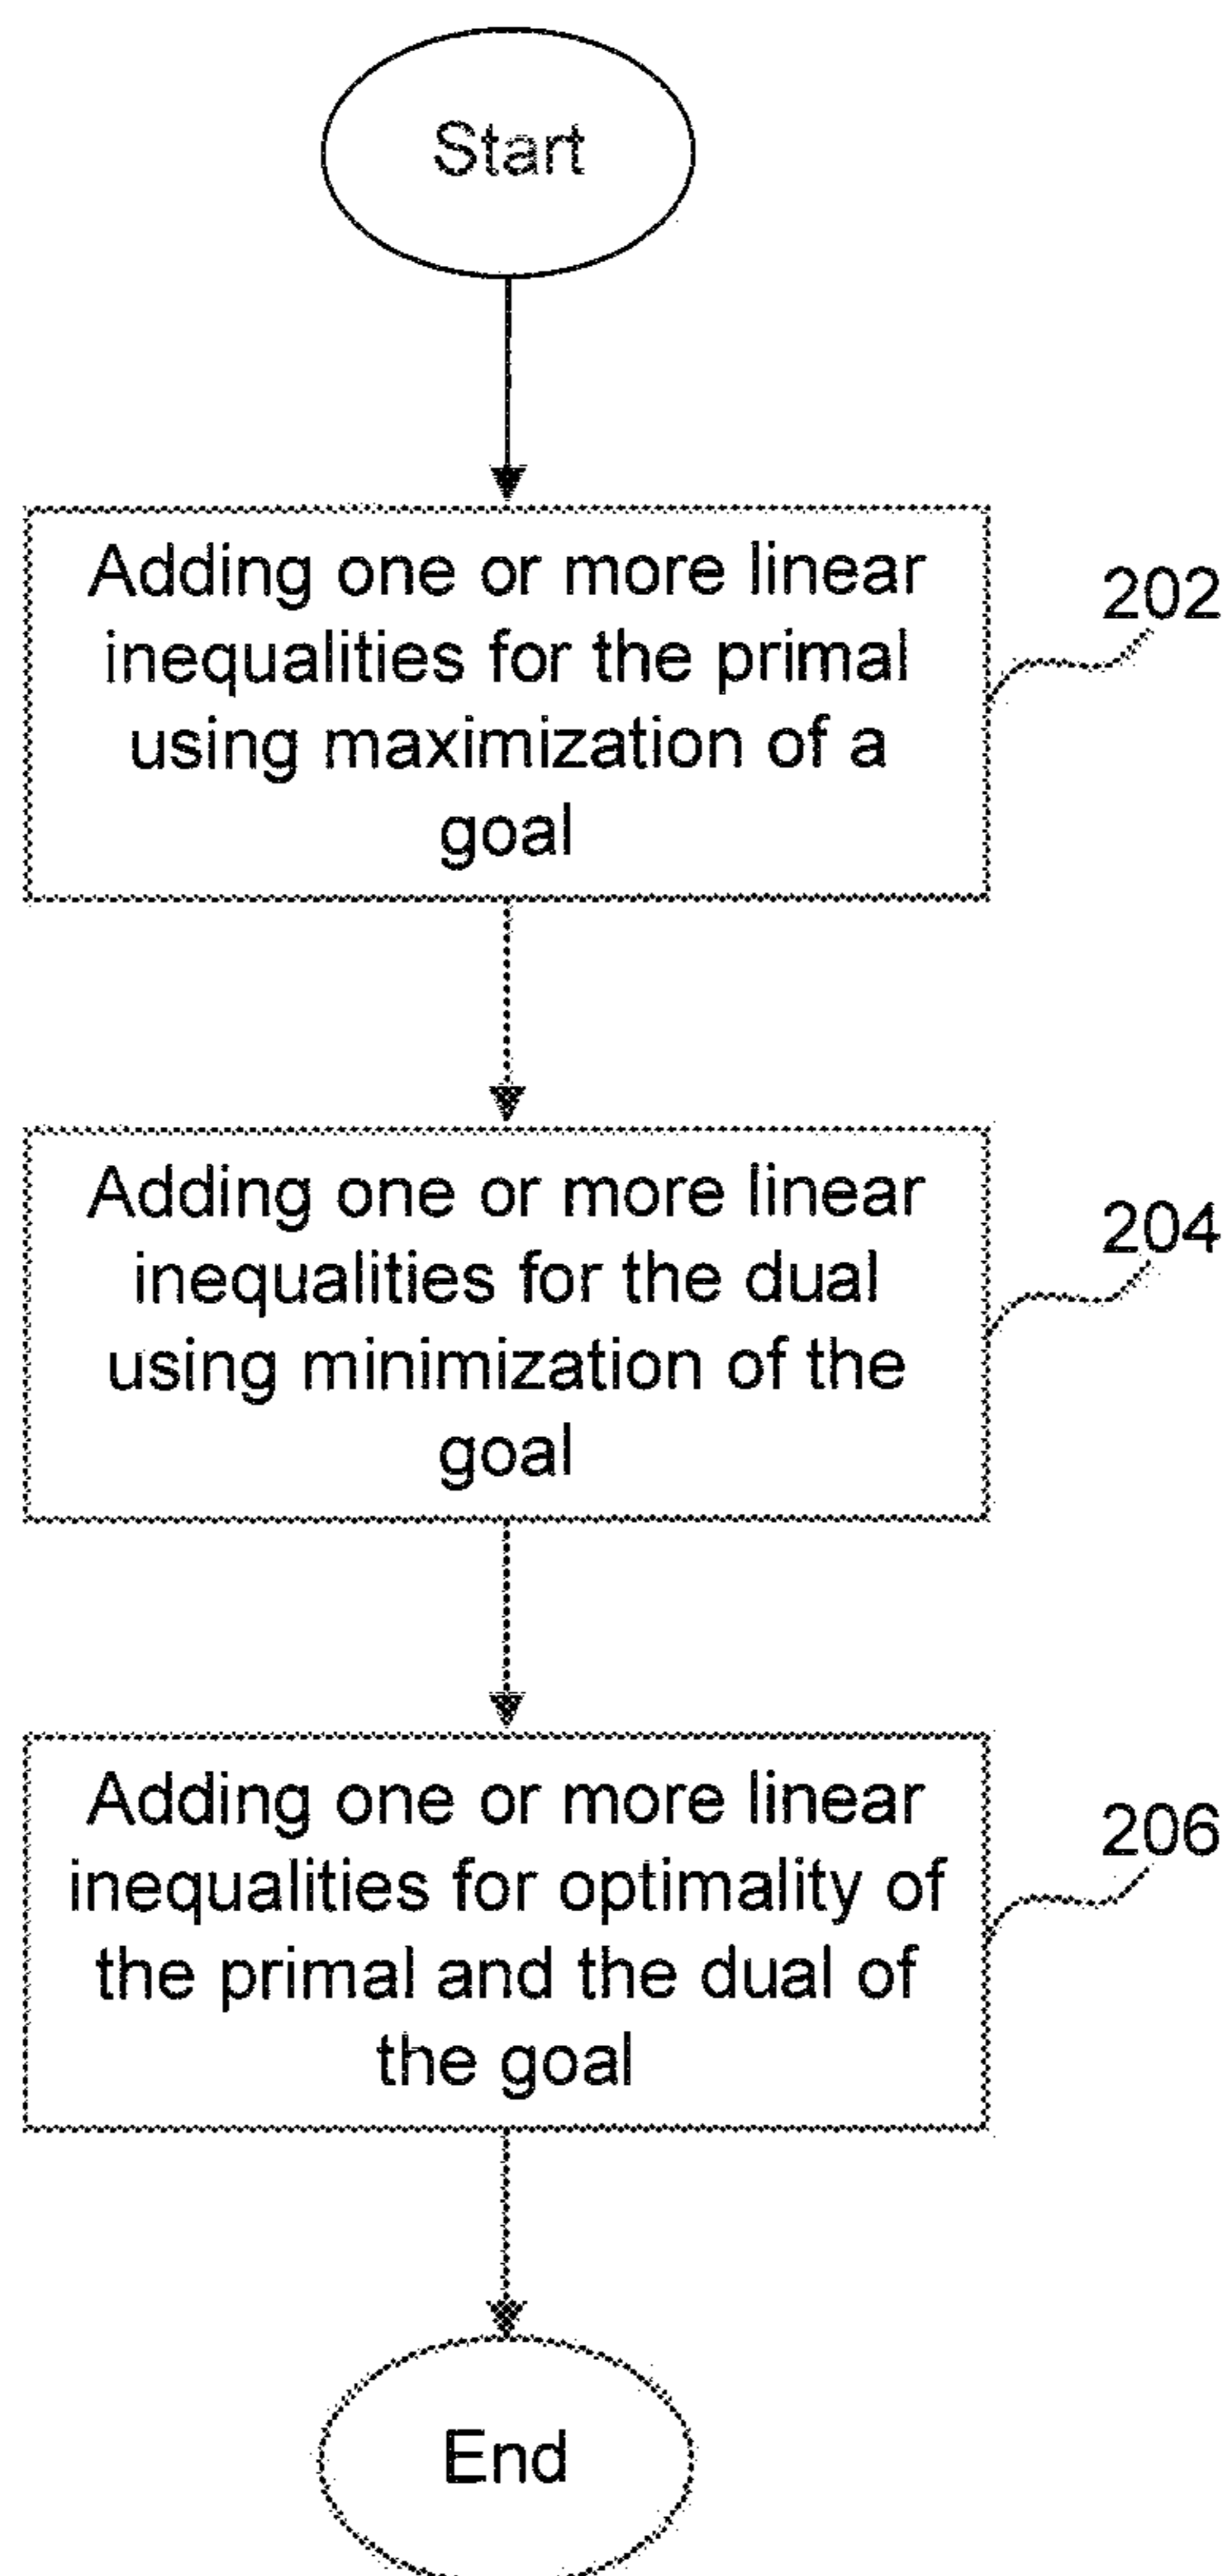 Start
Adding one or more linear
inequalities for the primal
using maximization of a
goal
202
Adding one or more linear
inequalities for the dual
using minimization of the
goal
204
Adding one or more linear
inequalities for optimality of
the primal and the dual of
the goal
206
End